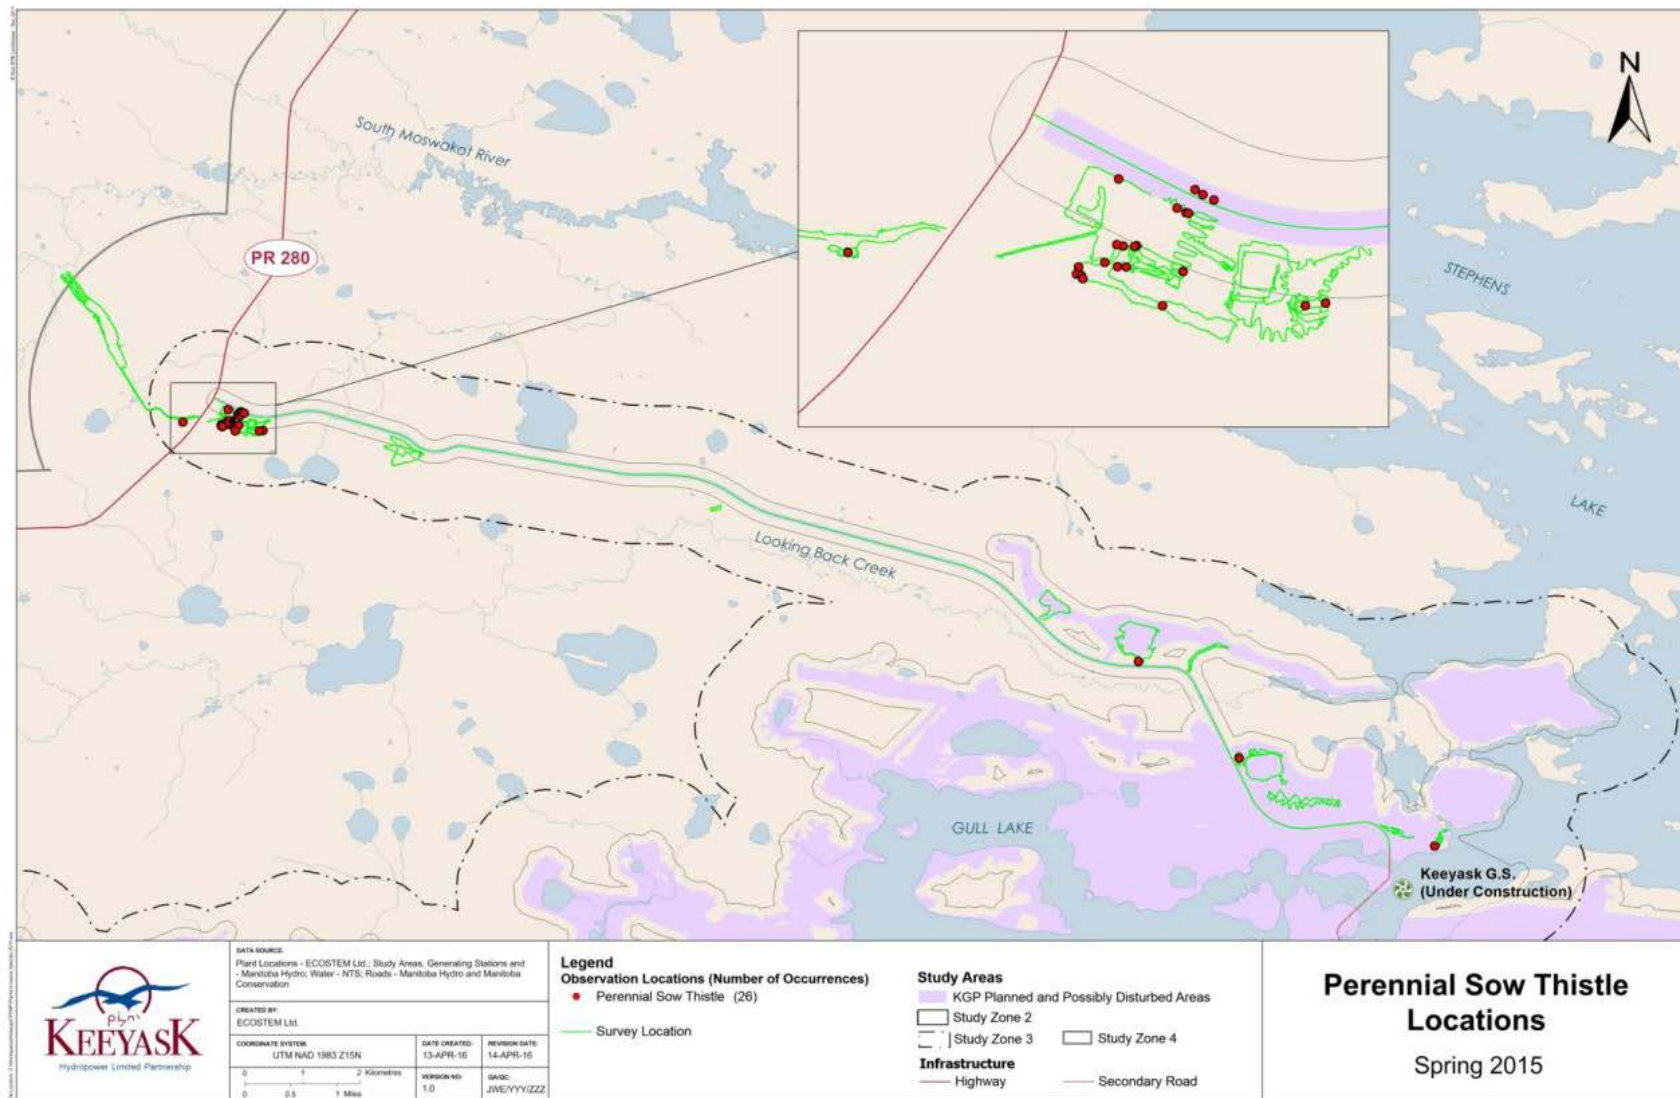 South Moswakot River
N
PR 280
STEPHENS
LAKE
Looking Back Creek
GULL LAKE
Keeyask G.S.
(Under Construction)
KEEYASK
Hydropower Limited Partnership
DATA SOURCE:
Plant Locations - ECOSTEM Ltd.; Study Areas, Generating Stations and
- Manitoba Hydro; Water - NTS; Roads - Manitoba Hydro and Manitoba
Conservation
CREATED BY:
ECOSTEM Ltd.
COORDINATE SYSTEM:
UTM NAD 1983 Z15N
DATE CREATED:
13-APR-16
REVISION DATE:
14-APR-16
0 1 2 Kilometres
0 0.5 1 Miles
VERSION NO:
1.0
QA/QC:
JWE/YYY/ZZZ
Legend
Observation Locations (Number of Occurrences)
Perennial Sow Thistle (26)
Survey Location
Study Areas
KGP Planned and Possibly Disturbed Areas
Study Zone 2
Study Zone 3
Study Zone 4
Infrastructure
Highway
Secondary Road
Perennial Sow Thistle
Locations
Spring 2015